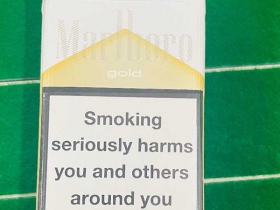 Marlboro
gold
Smoking
seriously harms
you and others
around you